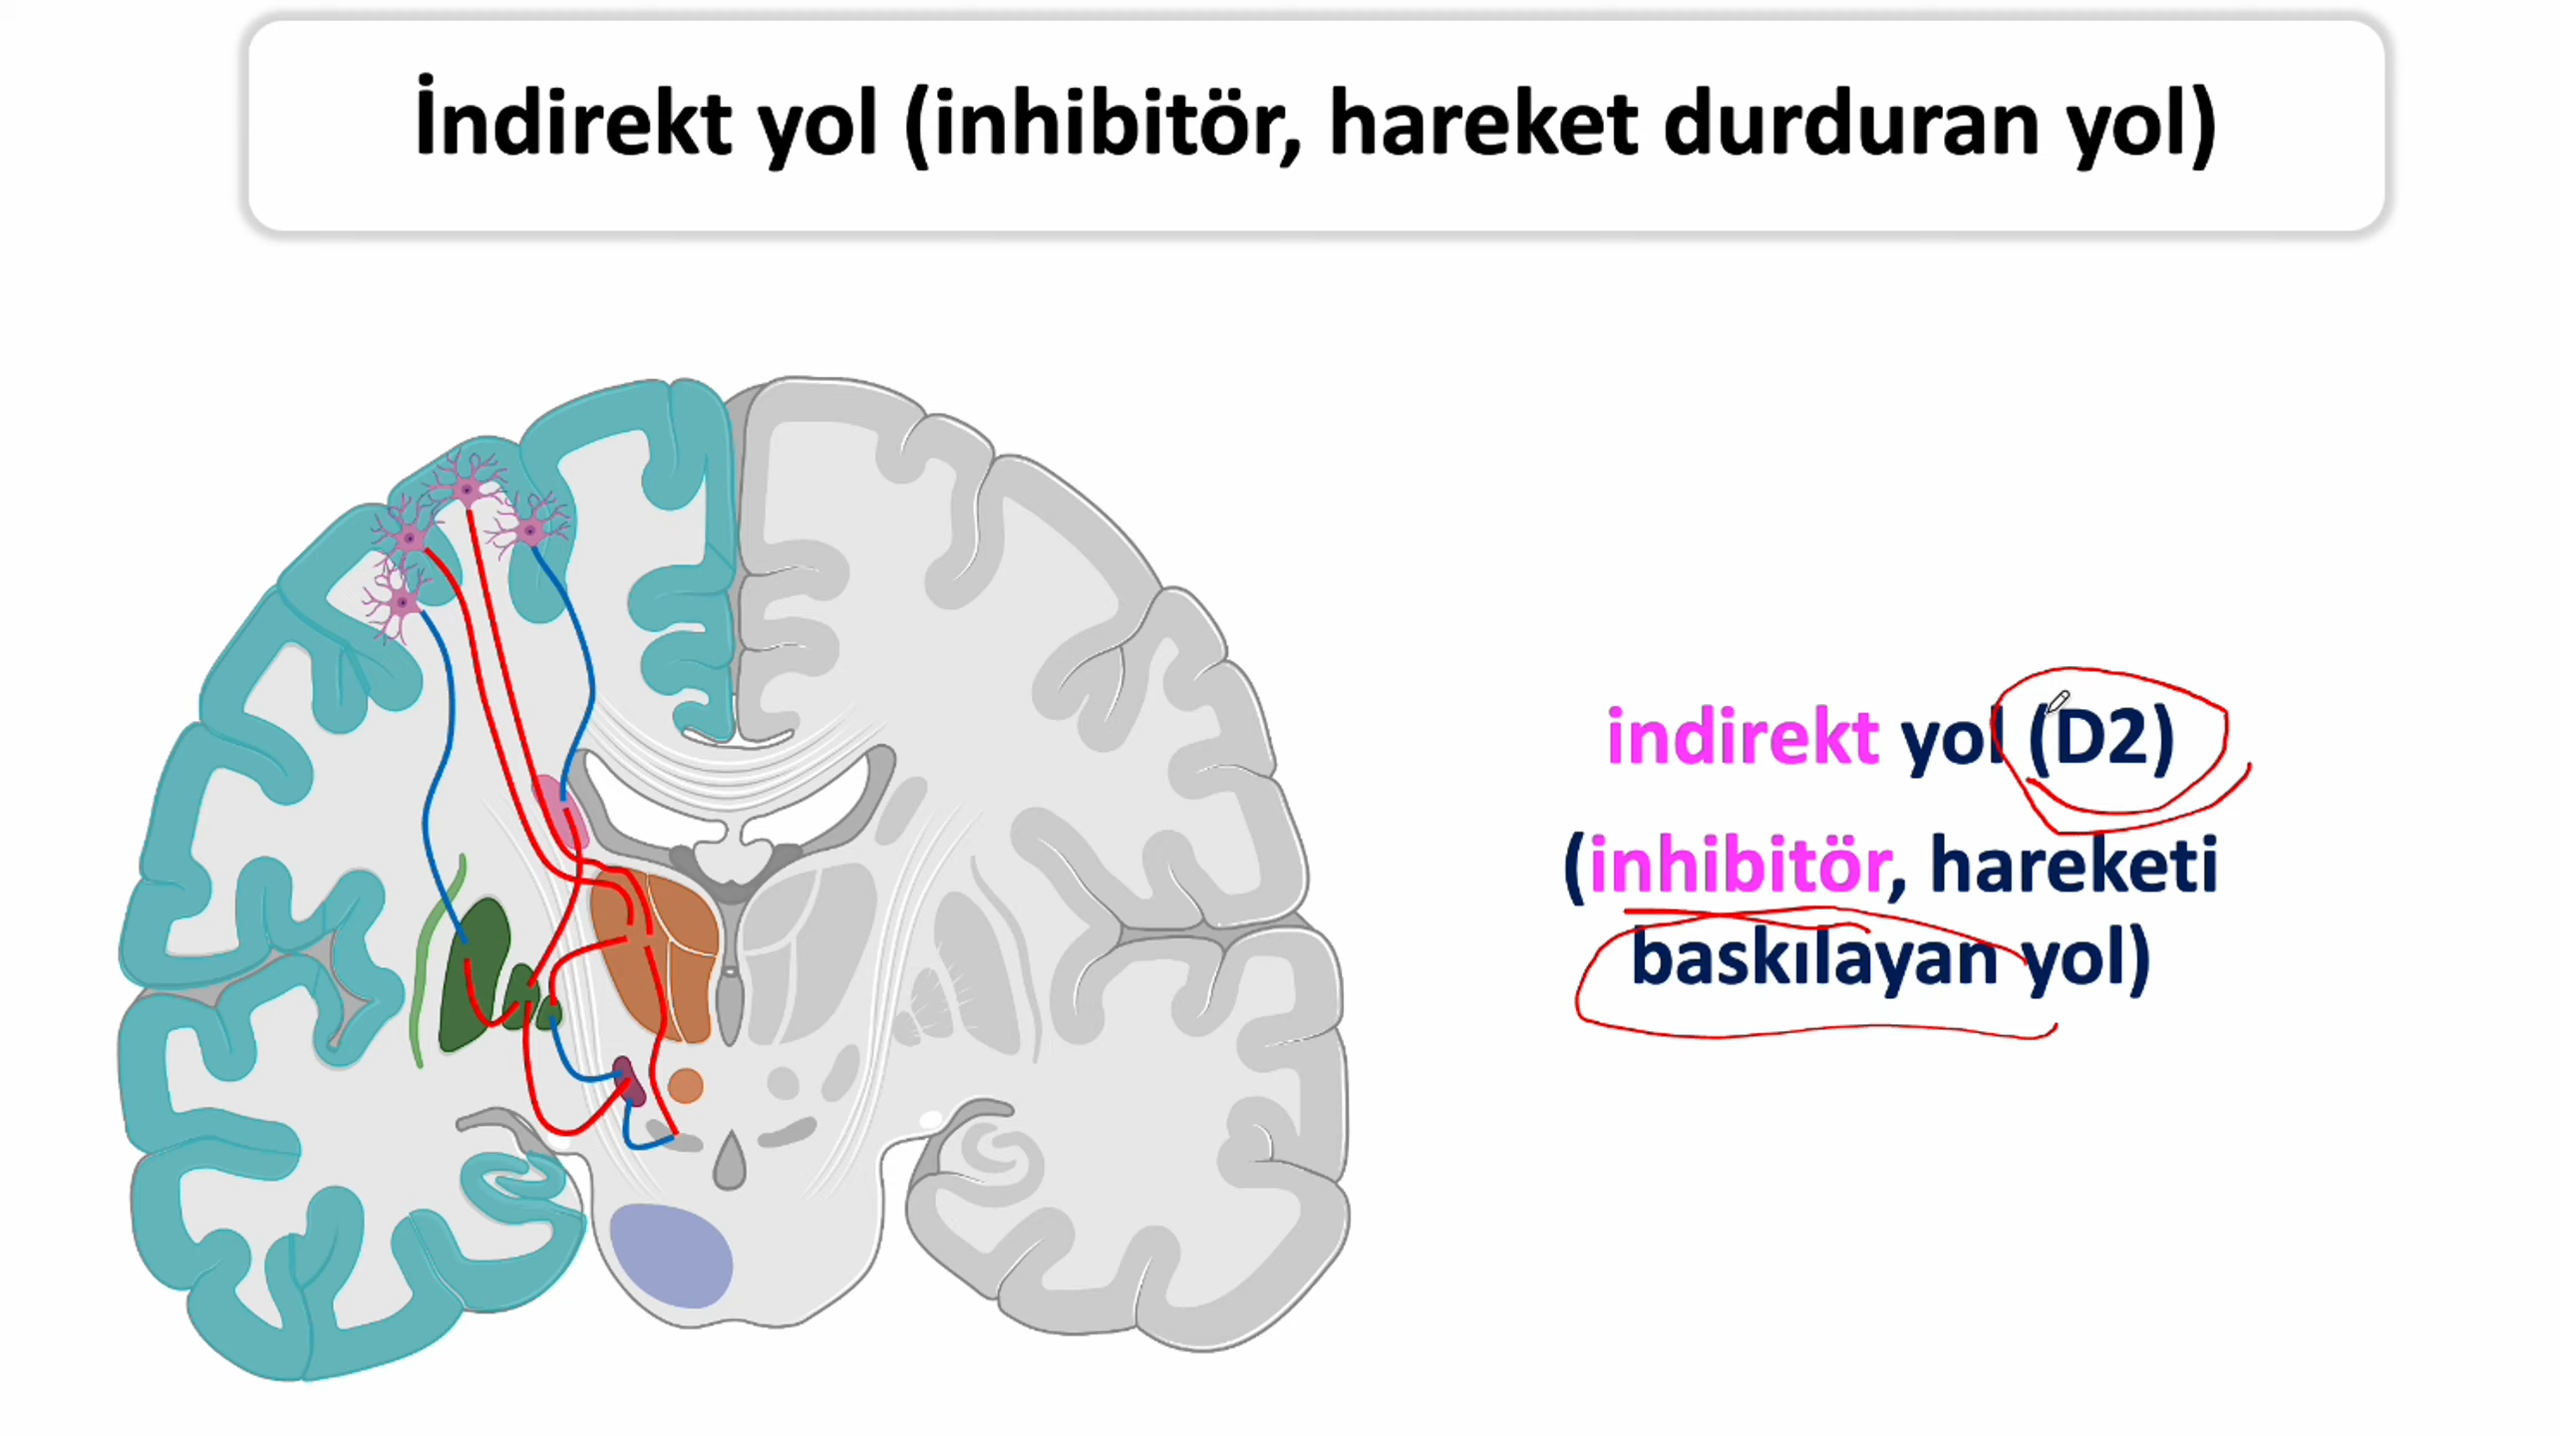 İndirekt yol (inhibitör, hareket durduran yol)
indirekt yol (D2)
(inhibitör, hareketi
baskılayan yol)